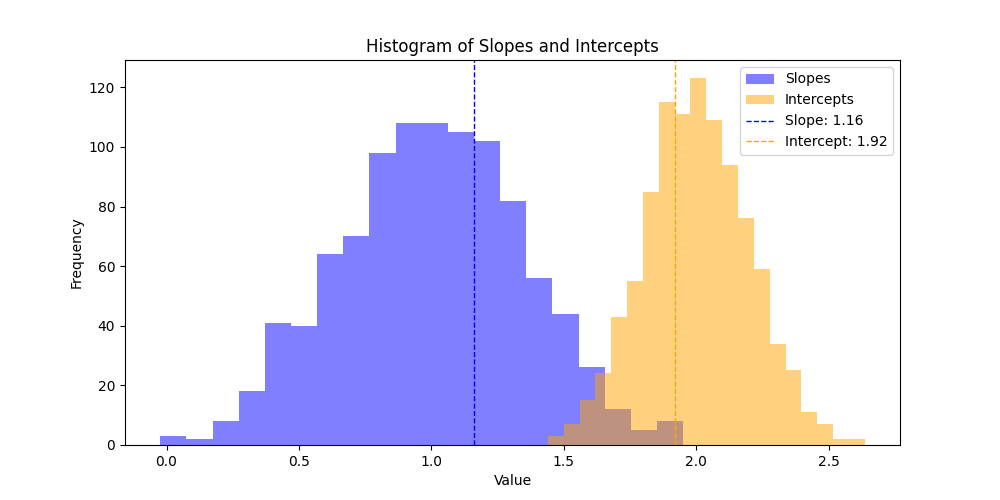 Histogram of Slopes and Intercepts
Slopes
Intercepts
Slope: 1.16
Intercept: 1.92
Frequency
120
100
80
60
40
20
0
0.0 0.5 1.0 1.5 2.0 2.5
Value